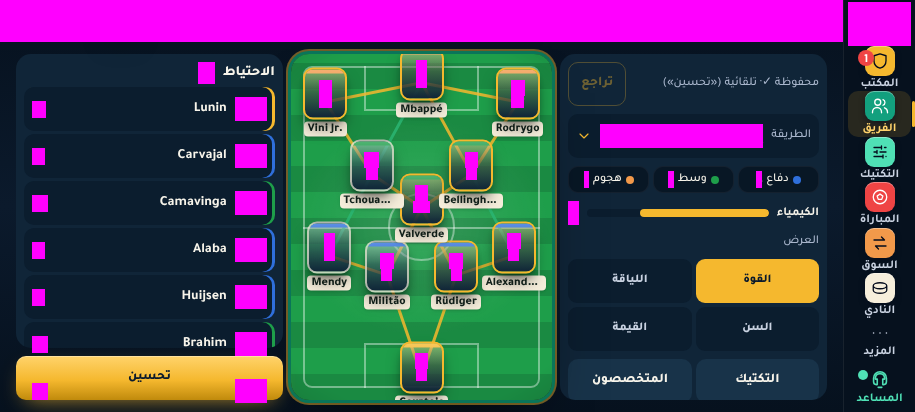 1
المكتب
الفريق
التكتيك
المباراة
السوق
النادي
...
المزيد
المساعد
محفوظة ✓ · تلقائية («تحسين»)
تراجع
الطريقة
دفاع
وسط
هجوم
الكيمياء
العرض
القوة
اللياقة
السن
القيمة
التكتيك
المتخصصون
Mbappé
Vini Jr.
Rodrygo
Tchoua...
Bellingh...
Valverde
Mendy
Alexand...
Militão
Rüdiger
الاحتياط
Lunin
Carvajal
Camavinga
Alaba
Huijsen
Brahim
تحسين